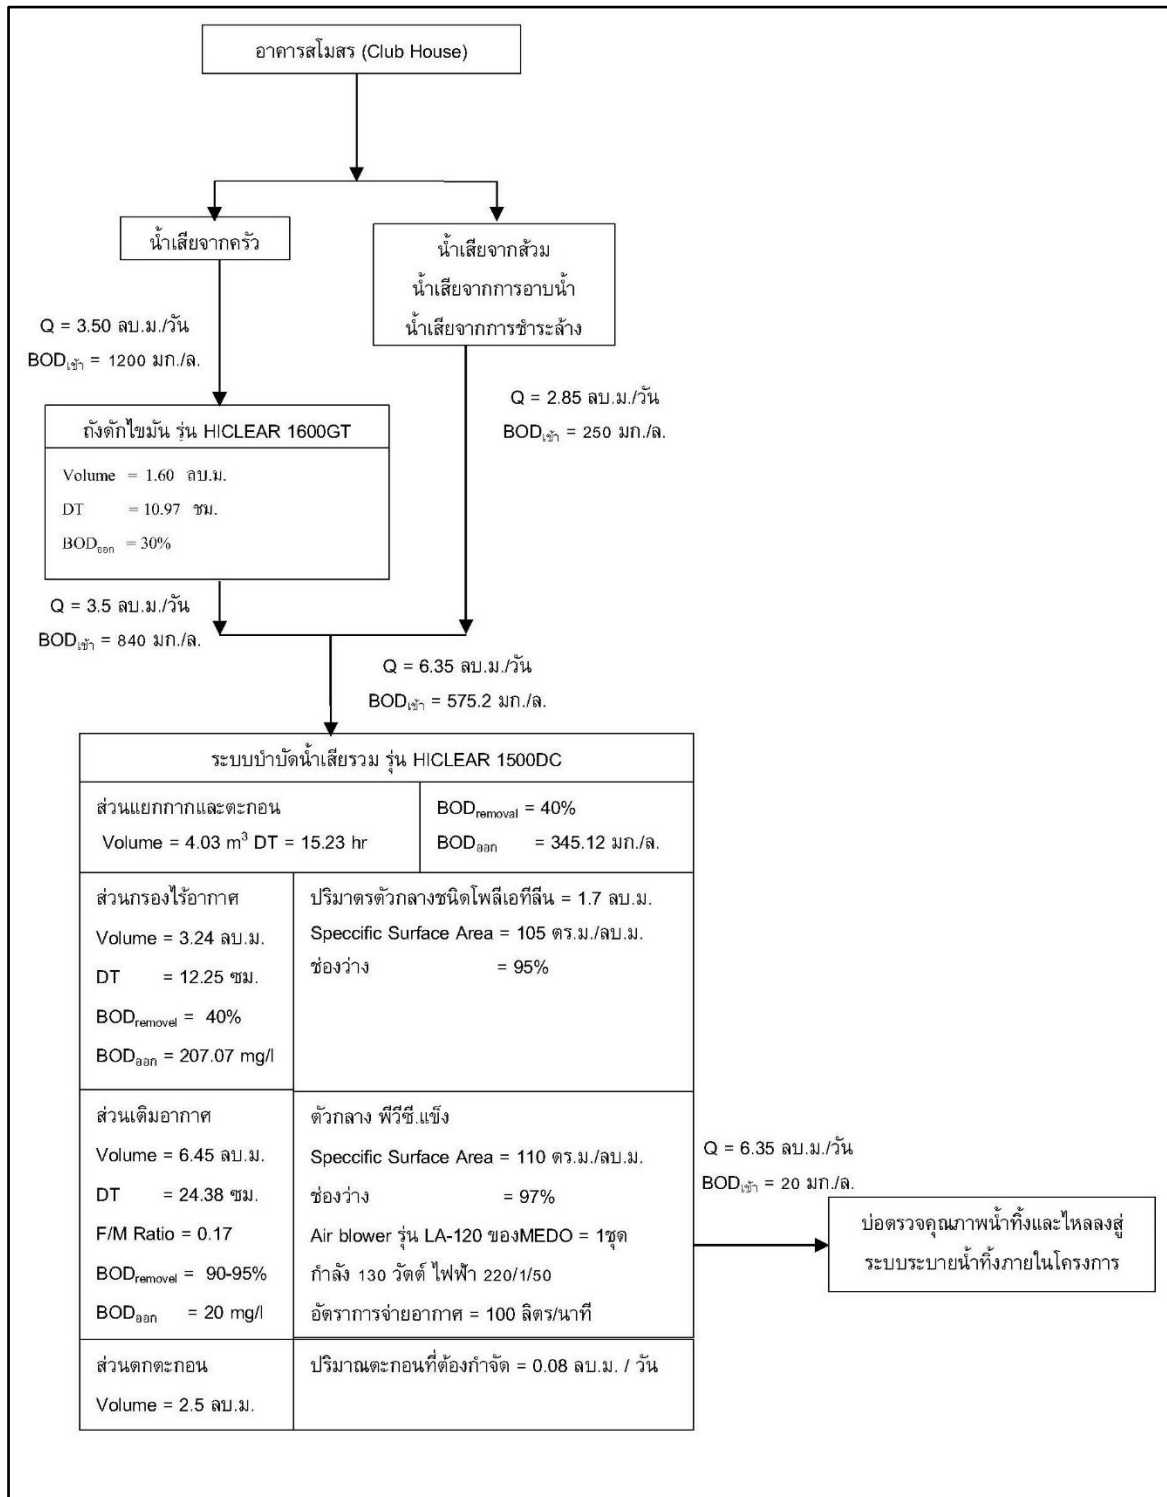 อาคารสโมสร (Club House)
น้ำเสียจากครัว
น้ำเสียจากส้วม
น้ำเสียจากการอาบน้ำ
น้ำเสียจากการชำระล้าง
Q = 3.50 ลบ.ม./วัน
BODเข้า = 1200 มก./ล.
Q = 2.85 ลบ.ม./วัน
BODเข้า = 250 มก./ล.
ถังดักไขมัน รุ่น HICLEAR 1600GT
Volume = 1.60 ลบ.ม.
DT = 10.97 ชม.
BODออก = 30%
Q = 3.5 ลบ.ม./วัน
BODเข้า = 840 มก./ล.
Q = 6.35 ลบ.ม./วัน
BODเข้า = 575.2 มก./ล.
ระบบบำบัดน้ำเสียรวม รุ่น HICLEAR 1500DC
ส่วนแยกกากและตะกอน
Volume = 4.03 m³ DT = 15.23 hr
BODremoval = 40%
BODออก = 345.12 มก./ล.
ส่วนกรองไร้อากาศ
Volume = 3.24 ลบ.ม.
DT = 12.25 ซม.
BODremovel = 40%
BODออก = 207.07 mg/l
ปริมาตรตัวกลางชนิดโพลีเอทีลีน = 1.7 ลบ.ม.
Speccific Surface Area = 105 ตร.ม./ลบ.ม.
ช่องว่าง = 95%
ส่วนเติมอากาศ
Volume = 6.45 ลบ.ม.
DT = 24.38 ซม.
F/M Ratio = 0.17
BODremovel = 90-95%
BODออก = 20 mg/l
ตัวกลาง พีวีซี.แข็ง
Speccific Surface Area = 110 ตร.ม./ลบ.ม.
ช่องว่าง = 97%
Air blower รุ่น LA-120 ของMEDO = 1ชุด
กำลัง 130 วัตต์ ไฟฟ้า 220/1/50
อัตราการจ่ายอากาศ = 100 ลิตร/นาที
ส่วนตกตะกอน
Volume = 2.5 ลบ.ม.
ปริมาณตะกอนที่ต้องกำจัด = 0.08 ลบ.ม. / วัน
Q = 6.35 ลบ.ม./วัน
BODเข้า = 20 มก./ล.
บ่อตรวจคุณภาพน้ำทิ้งและไหลลงสู่
ระบบระบายน้ำทิ้งภายในโครงการ